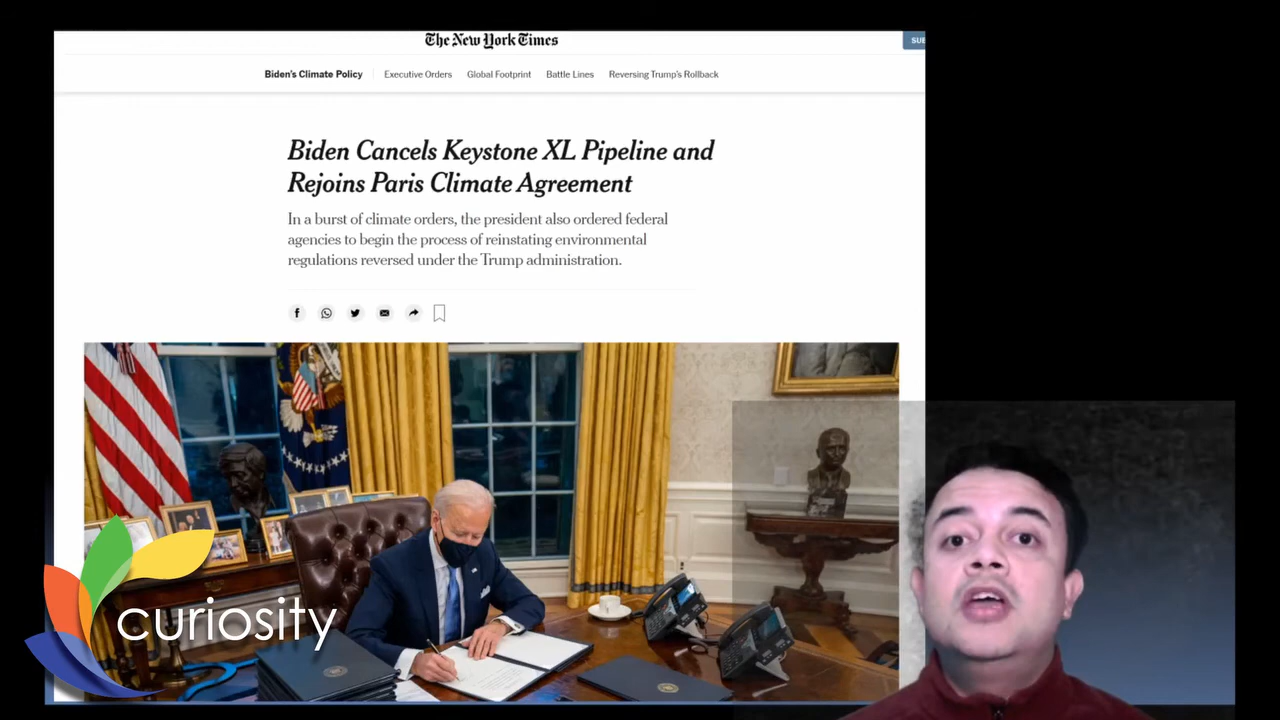 The New York Times
SUB
Biden's Climate Policy
Executive Orders
Global Footprint
Battle Lines
Reversing Trump's Rollback
Biden Cancels Keystone XL Pipeline and
Rejoins Paris Climate Agreement
In a burst of climate orders, the president also ordered federal
agencies to begin the process of reinstating environmental
regulations reversed under the Trump administration.
curiosity